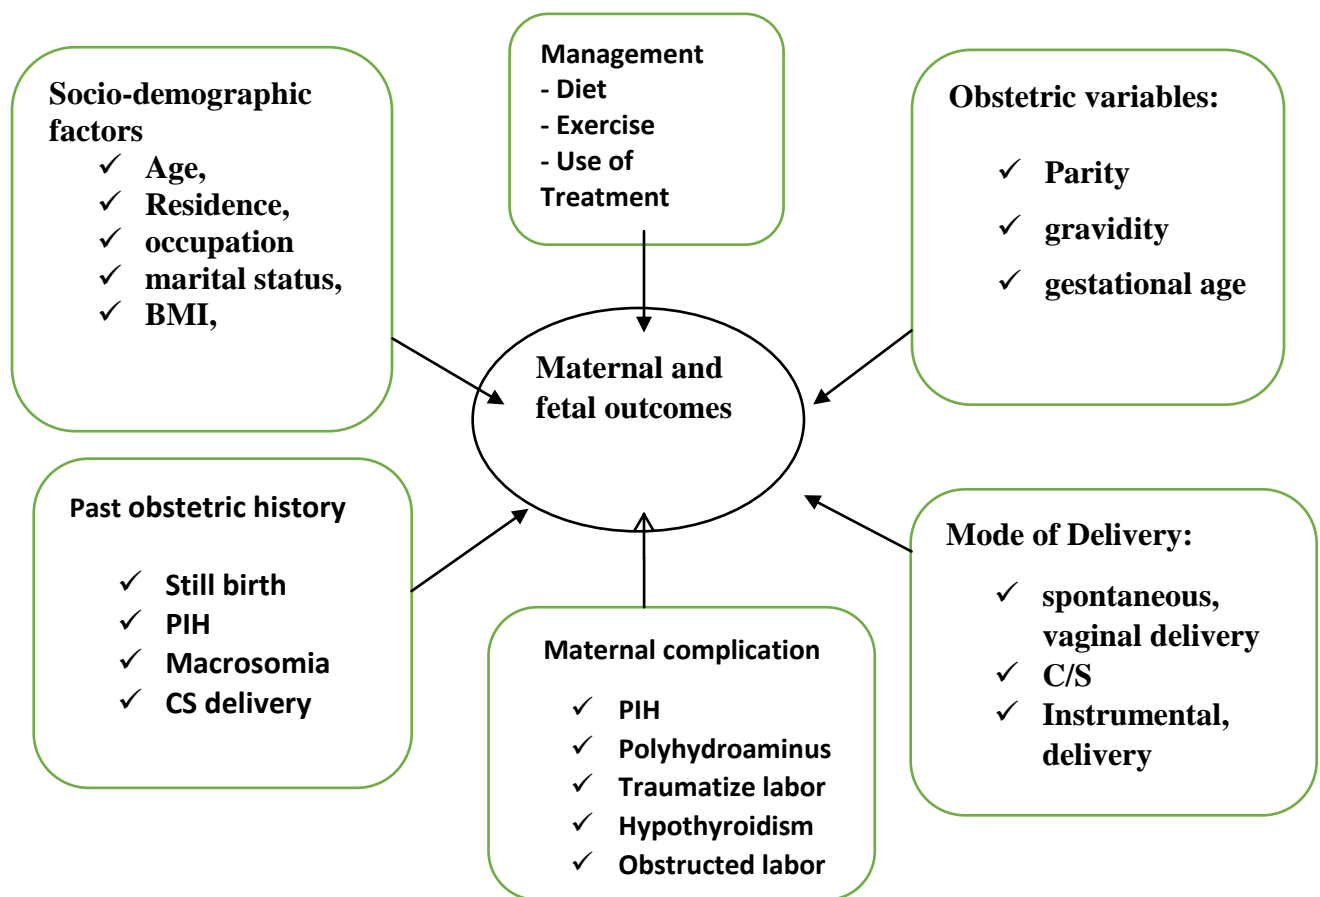 Socio-demographic
factors
✓ Age,
✓ Residence,
✓ occupation
✓ marital status,
✓ BMI,
Management
- Diet
- Exercise
- Use of
Treatment
Obstetric variables:
✓ Parity
✓ gravidity
✓ gestational age
Maternal and
fetal outcomes
Past obstetric history
✓ Still birth
✓ PIH
✓ Macrosomia
✓ CS delivery
Maternal complication
✓ PIH
✓ Polyhydroaminus
✓ Traumatize labor
✓ Hypothyroidism
✓ Obstructed labor
Mode of Delivery:
✓ spontaneous,
vaginal delivery
✓ C/S
✓ Instrumental,
delivery